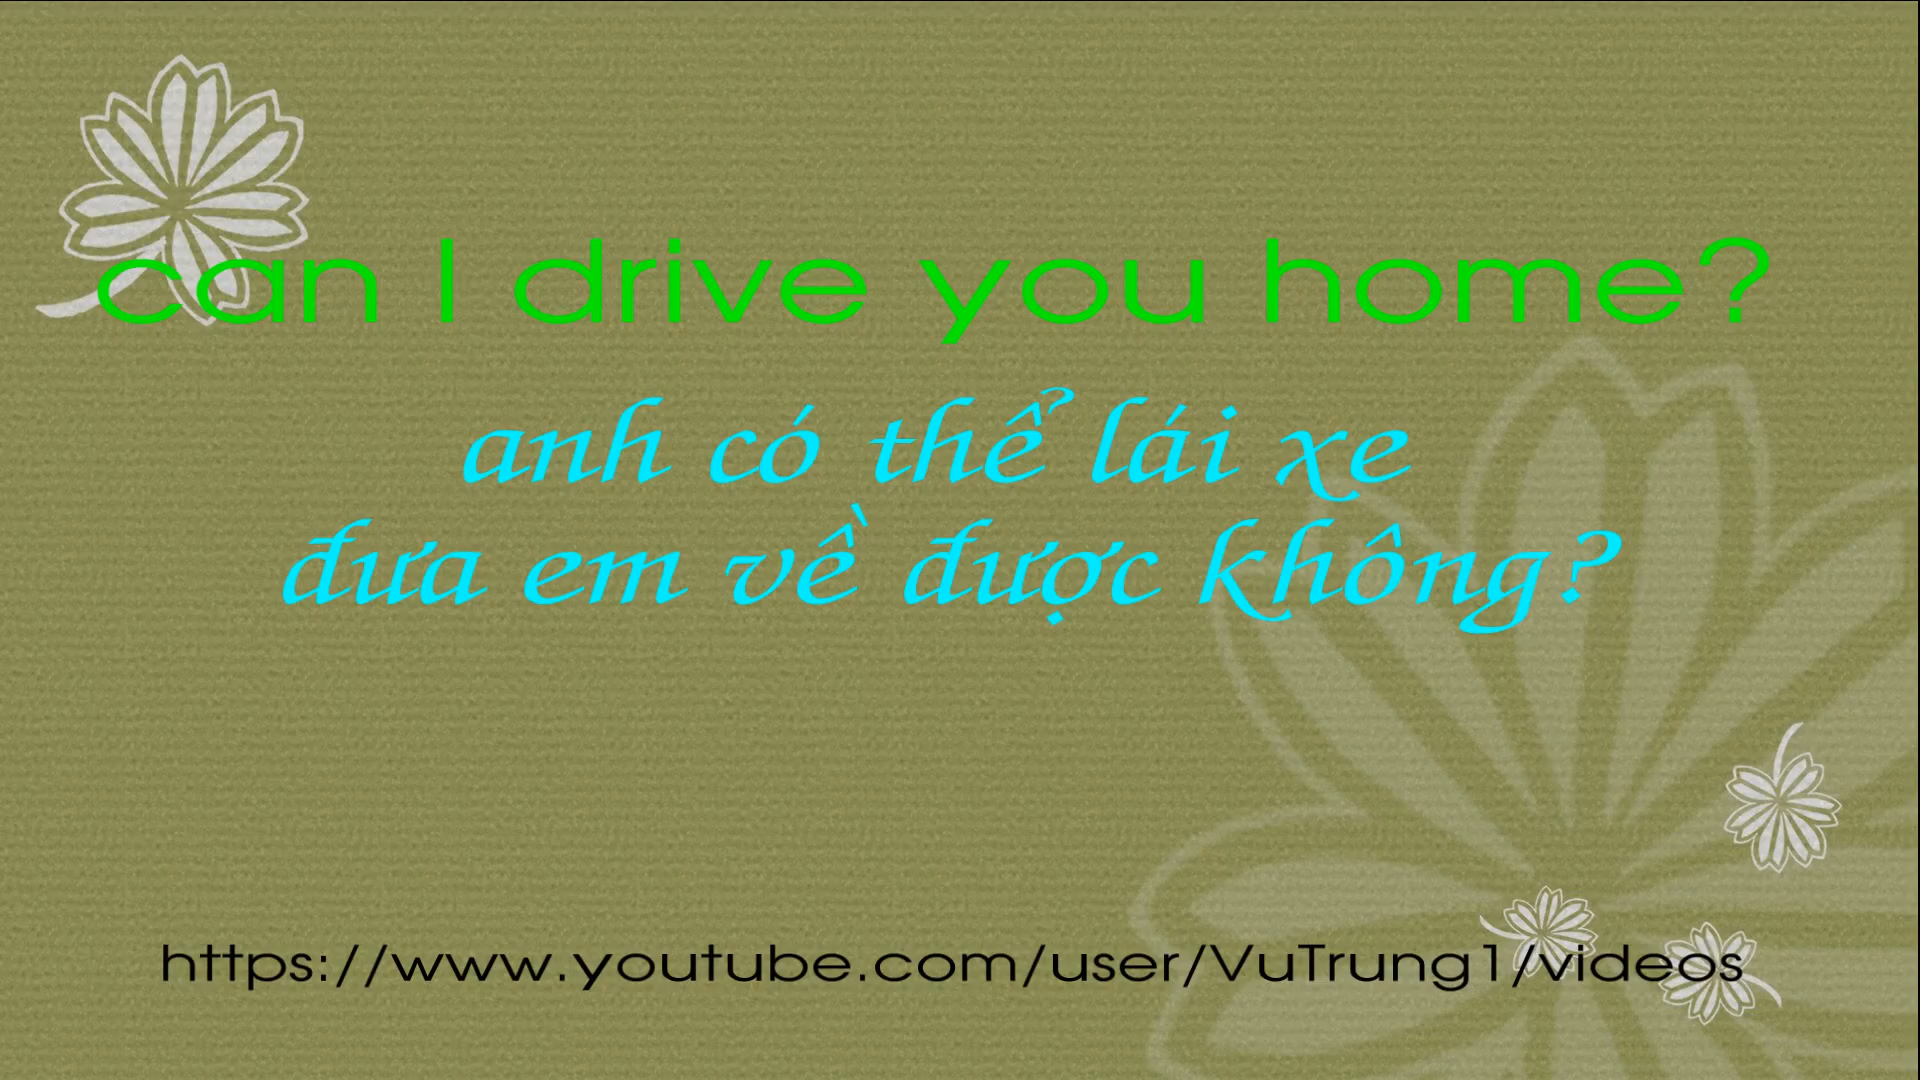 can I drive you home?
anh có thể lái xe
đưa em về được không?
https://www.youtube.com/user/VuTrung1/videos